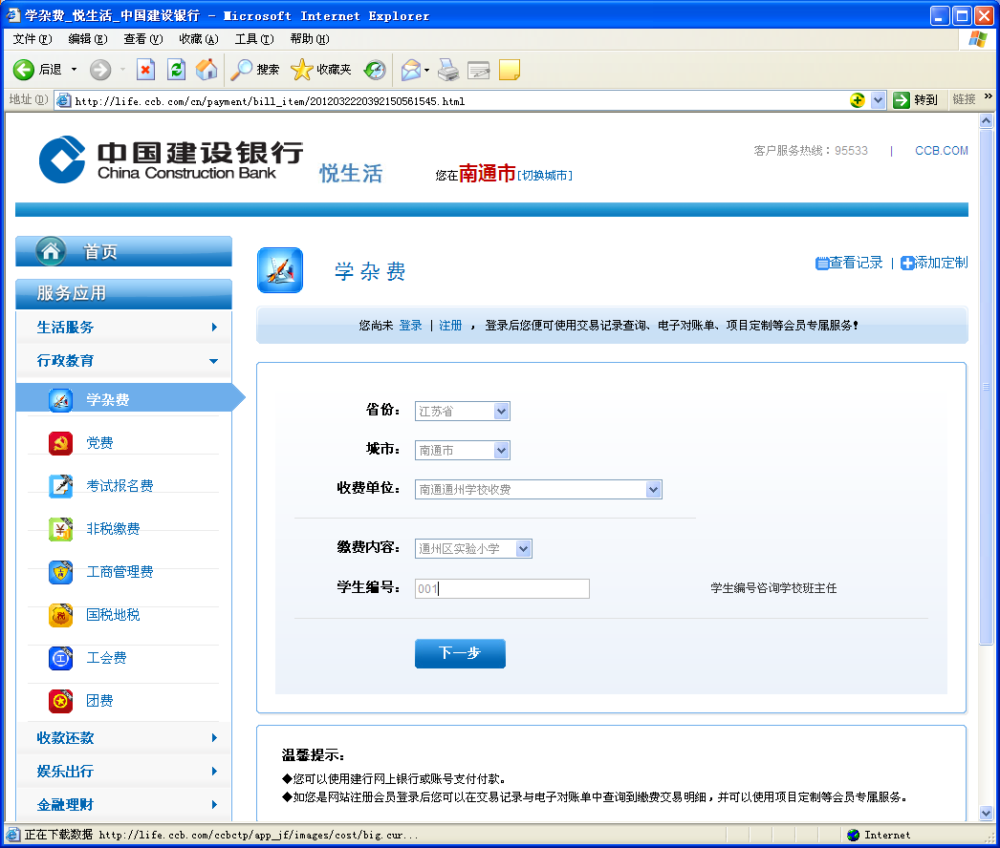 学杂费_悦生活_中国建设银行 - Microsoft Internet Explorer
文件(F) 编辑(E) 查看(V) 收藏(A) 工具(T) 帮助(H)
后退 搜索 收藏夹
地址(D) http://life.ccb.com/cn/payment/bill_item/20120322220392150561545.html 转到 链接 »
中国建设银行
China Construction Bank
悦生活
您在南通市[切换城市]
客户服务热线：95533 | CCB.COM
首页
服务应用
生活服务
行政教育
学杂费
党费
考试报名费
非税缴费
工商管理费
国税地税
工会费
团费
收款还款
娱乐出行
金融理财
学杂费
查看记录 | 添加定制
您尚未 登录 | 注册 ，登录后您便可使用交易记录查询、电子对账单、项目定制等会员专属服务！
省份： 江苏省
城市： 南通市
收费单位： 南通通州学校收费
缴费内容： 通州区实验小学
学生编号： 001 学生编号咨询学校班主任
下一步
温馨提示：
◆您可以使用建行网上银行或账号支付付款。
◆如您是网站注册会员登录后您可以在交易记录与电子对账单中查询到缴费交易明细，并可以使用项目定制等会员专属服务。
正在下载数据 http://life.ccb.com/ccbctp/app_jf/images/cost/big.cur... Internet